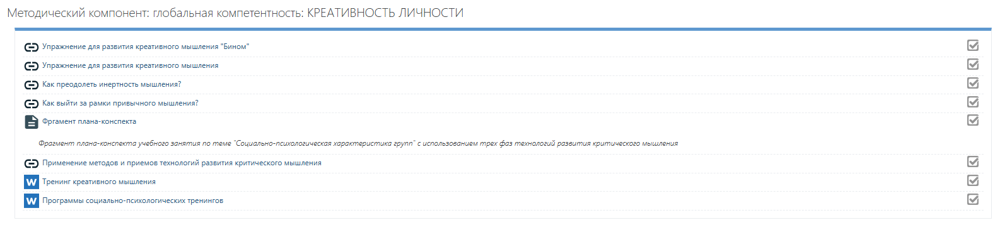 Методический компонент: глобальная компетентность: КРЕАТИВНОСТЬ ЛИЧНОСТИ
Упражнение для развития креативного мышления "Бином"
Упражнение для развития креативного мышления
Как преодолеть инертность мышления?
Как выйти за рамки привычного мышления?
Фргамент плана-конспекта
Фрагмент плана-конспекта учебного занятия по теме "Социально-психологическая характеристика групп" с использованием трех фаз технологий развития критического мышления
Применение методов и приемов технологий развития критического мышления
W Тренинг креативного мышления
W Программы социально-психологических тренингов